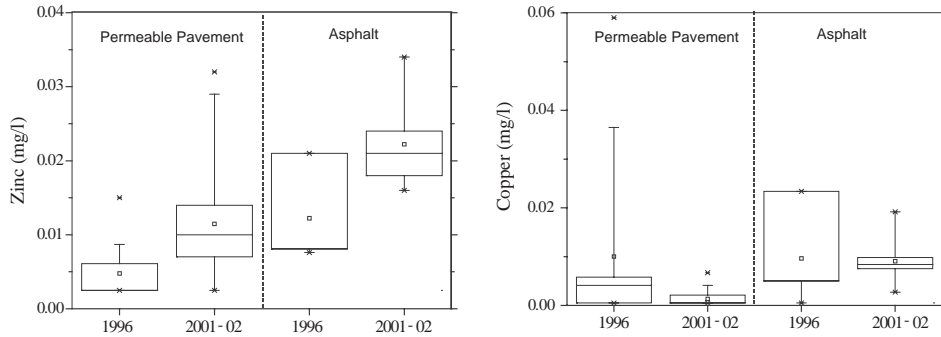 0.04
Permeable Pavement
Asphalt
0.03
0.02
0.01
0.00
Zinc (mg/l)
1996
2001-02
1996
2001-02
0.06
Permeable Pavement
Asphalt
0.04
0.02
0.00
Copper (mg/l)
1996
2001-02
1996
2001-02